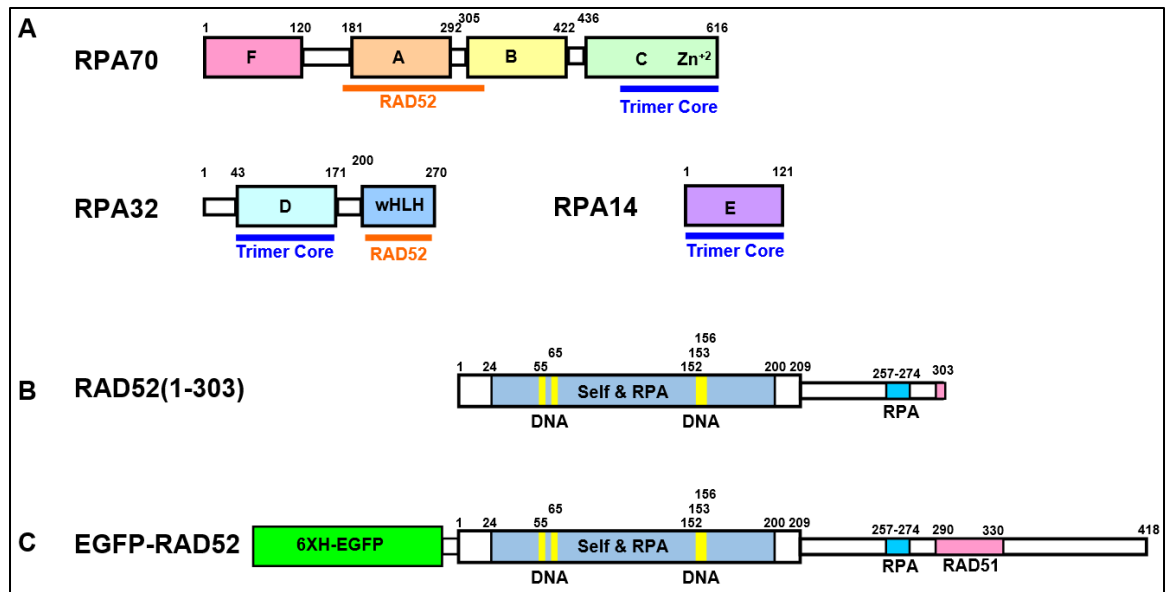 A
RPA70
1 120 181 292 305 422 436 616
F A B C Zn⁺²
RAD52
Trimer Core
RPA32
1 43 171 200 270
D wHLH
Trimer Core
RAD52
RPA14
1 121
E
Trimer Core
B
RAD52(1-303)
156
65 153
1 24 55 152 200 209 257-274 303
Self & RPA
DNA DNA RPA
C
EGFP-RAD52
6XH-EGFP
156
65 153
1 24 55 152 200 209 257-274 290 330 418
Self & RPA
DNA DNA RPA RAD51